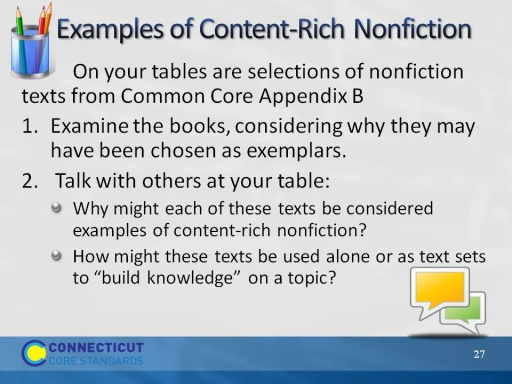 Examples of Content-Rich Nonfiction
On your tables are selections of nonfiction
texts from Common Core Appendix B
1. Examine the books, considering why they may
have been chosen as exemplars.
2. Talk with others at your table:
Why might each of these texts be considered
examples of content-rich nonfiction?
How might these texts be used alone or as text sets
to “build knowledge” on a topic?
CONNECTICUT
CORE STANDARDS
27